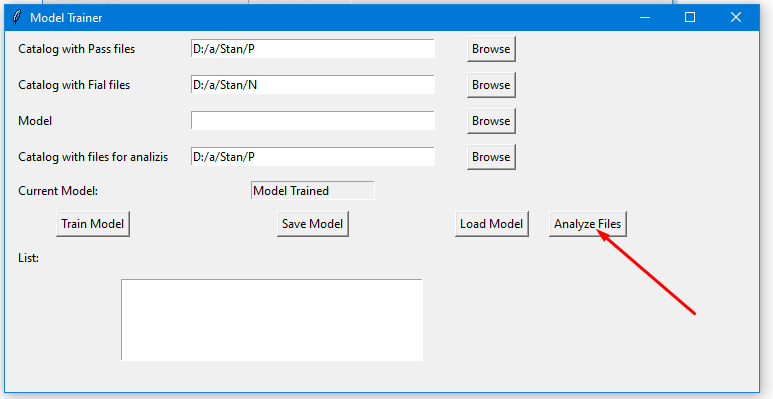 Model Trainer
Catalog with Pass files D:/a/Stan/P Browse
Catalog with Fial files D:/a/Stan/N Browse
Model Browse
Catalog with files for analizis D:/a/Stan/P Browse
Current Model: Model Trained
Train Model Save Model Load Model Analyze Files
List: